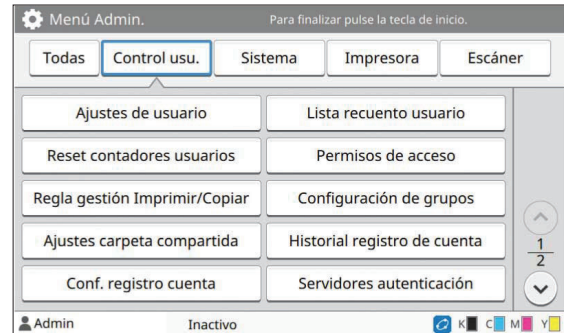 Menú Admin. Para finalizar pulse la tecla de inicio.
Todas Control usu. Sistema Impresora Escáner
Ajustes de usuario Lista recuento usuario
Reset contadores usuarios Permisos de acceso
Regla gestión Imprimir/Copiar Configuración de grupos
Ajustes carpeta compartida Historial registro de cuenta
Conf. registro cuenta Servidores autenticación
1
2
Admin Inactivo K C M Y